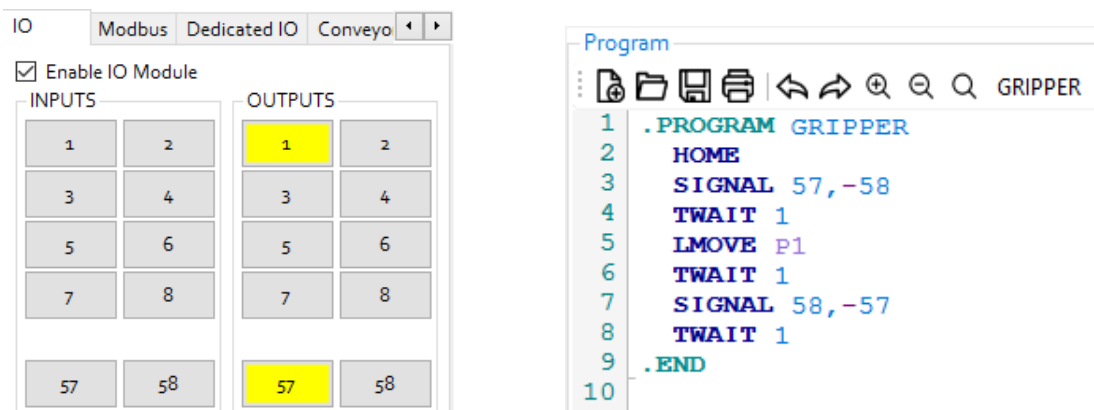 IO Modbus Dedicated IO Conveyo
Enable IO Module
INPUTS OUTPUTS
1 2 1 2
3 4 3 4
5 6 5 6
7 8 7 8
57 58 57 58
Program
GRIPPER
1 .PROGRAM GRIPPER
2 HOME
3 SIGNAL 57,-58
4 TWAIT 1
5 LMOVE P1
6 TWAIT 1
7 SIGNAL 58,-57
8 TWAIT 1
9 .END
10